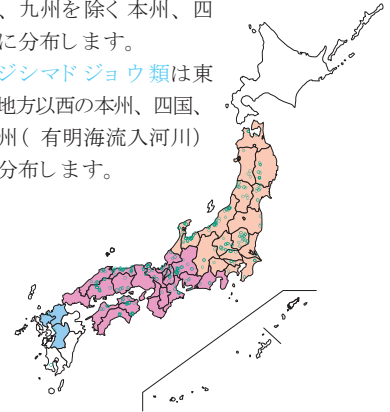 、九州を除く本州、四
に分布します。
ジシマドジョウ類は東
地方以西の本州、四国、
州(有明海流入河川)
分布します。